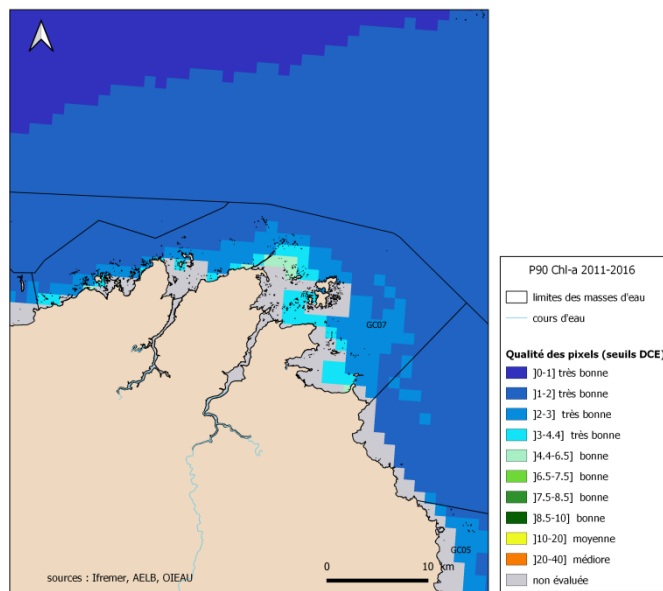 GC07
GC05
sources : Ifremer, AELB, OIEAU
0 10 km
P90 Chl-a 2011-2016
limites des masses d'eau
cours d'eau
Qualité des pixels (seuils DCE)
]0-1] très bonne
]1-2] très bonne
]2-3] très bonne
]3-4.4] très bonne
]4.4-6.5] bonne
]6.5-7.5] bonne
]7.5-8.5] bonne
]8.5-10] bonne
]10-20] moyenne
]20-40] médiore
non évaluée